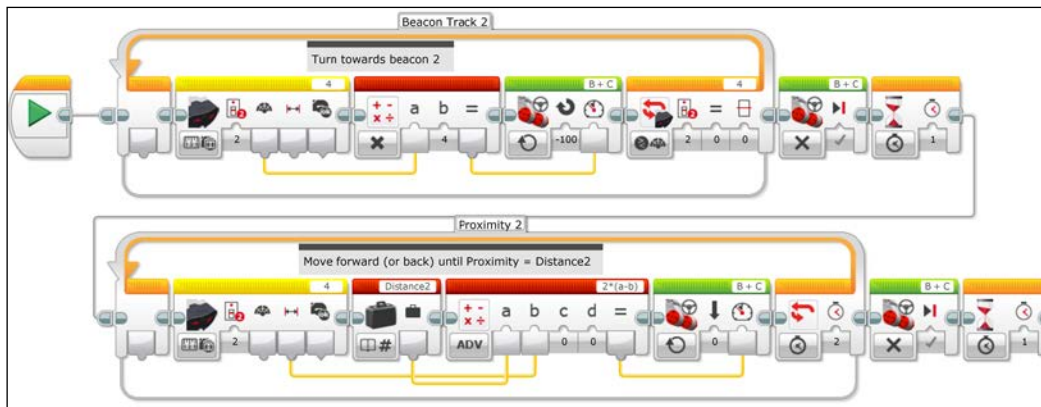 Beacon Track 2
Turn towards beacon 2
4 B + C 4 B + C
a b =
2 4 -100 2 0 0 1
Proximity 2
Move forward (or back) until Proximity = Distance2
4 Distance2 2*(a-b) B + C B + C
a b c d =
2 # ADV 0 0 0 2 1